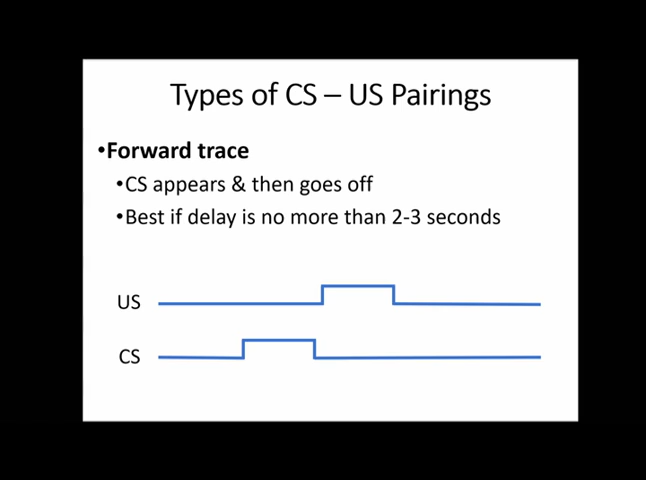 Types of CS – US Pairings
•Forward trace
•CS appears & then goes off
•Best if delay is no more than 2-3 seconds
US
CS